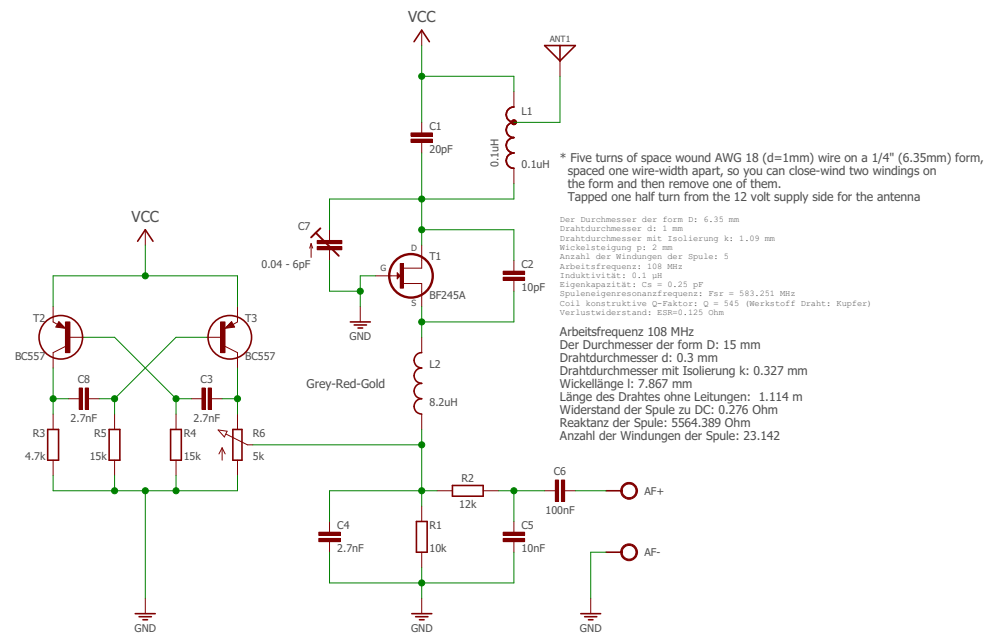 VCC
ANT1
C1
20pF
L1
0.1uH
0.1uH
* Five turns of space wound AWG 18 (d=1mm) wire on a 1/4" (6.35mm) form,
spaced one wire-width apart, so you can close-wind two windings on
the form and then remove one of them.
Tapped one half turn from the 12 volt supply side for the antenna
Der Durchmesser der form D: 6.35 mm
Drahtdurchmesser d: 1 mm
Drahtdurchmesser mit Isolierung k: 1.09 mm
Wickelsteigung p: 2 mm
Anzahl der Windungen der Spule: 5
Arbeitsfrequenz: 108 MHz
Induktivität: 0.1 µH
Eigenkapazität: Cs = 0.25 pF
Spuleneigenresonanzfrequenz: Fsr = 583.251 MHz
Coil konstruktive Q-Faktor: Q = 545 (Werkstoff Draht: Kupfer)
Verlustwiderstand: ESR=0.125 Ohm
Arbeitsfrequenz 108 MHz
Der Durchmesser der form D: 15 mm
Drahtdurchmesser d: 0.3 mm
Drahtdurchmesser mit Isolierung k: 0.327 mm
Wickellänge l: 7.867 mm
Länge des Drahtes ohne Leitungen: 1.114 m
Widerstand der Spule zu DC: 0.276 Ohm
Reaktanz der Spule: 5564.389 Ohm
Anzahl der Windungen der Spule: 23.142
C7
0.04 - 6pF
GND
D
G
S
T1
BF245A
C2
10pF
VCC
T2
BC557
T3
BC557
C8
2.7nF
C3
2.7nF
R3
4.7k
R5
15k
R4
15k
R6
5k
GND
Grey-Red-Gold
L2
8.2uH
R2
12k
C6
100nF
AF+
C4
2.7nF
R1
10k
C5
10nF
AF-
GND
GND